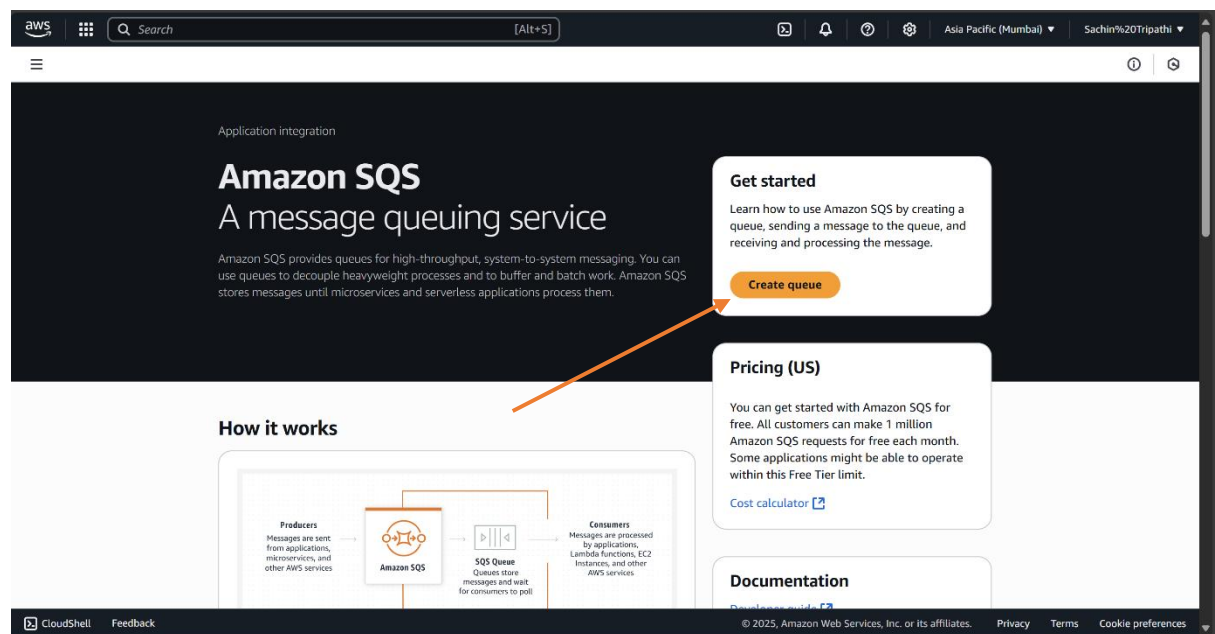 aws
Search
[Alt+S]
Asia Pacific (Mumbai)
Sachin%20Tripathi
Application integration
Amazon SQS
A message queuing service
Amazon SQS provides queues for high-throughput, system-to-system messaging. You can
use queues to decouple heavyweight processes and to buffer and batch work. Amazon SQS
stores messages until microservices and serverless applications process them.
Get started
Learn how to use Amazon SQS by creating a
queue, sending a message to the queue, and
receiving and processing the message.
Create queue
Pricing (US)
You can get started with Amazon SQS for
free. All customers can make 1 million
Amazon SQS requests for free each month.
Some applications might be able to operate
within this Free Tier limit.
Cost calculator
How it works
Producers
Messages are sent
from applications,
microservices, and
other AWS services
Amazon SQS
SQS Queue
Queues store
messages and wait
for consumers to poll
Consumers
Messages are processed
by applications,
Lambda functions, EC2
Instances, and other
AWS services
Documentation
Developer guide
CloudShell
Feedback
© 2025, Amazon Web Services, Inc. or its affiliates.
Privacy
Terms
Cookie preferences